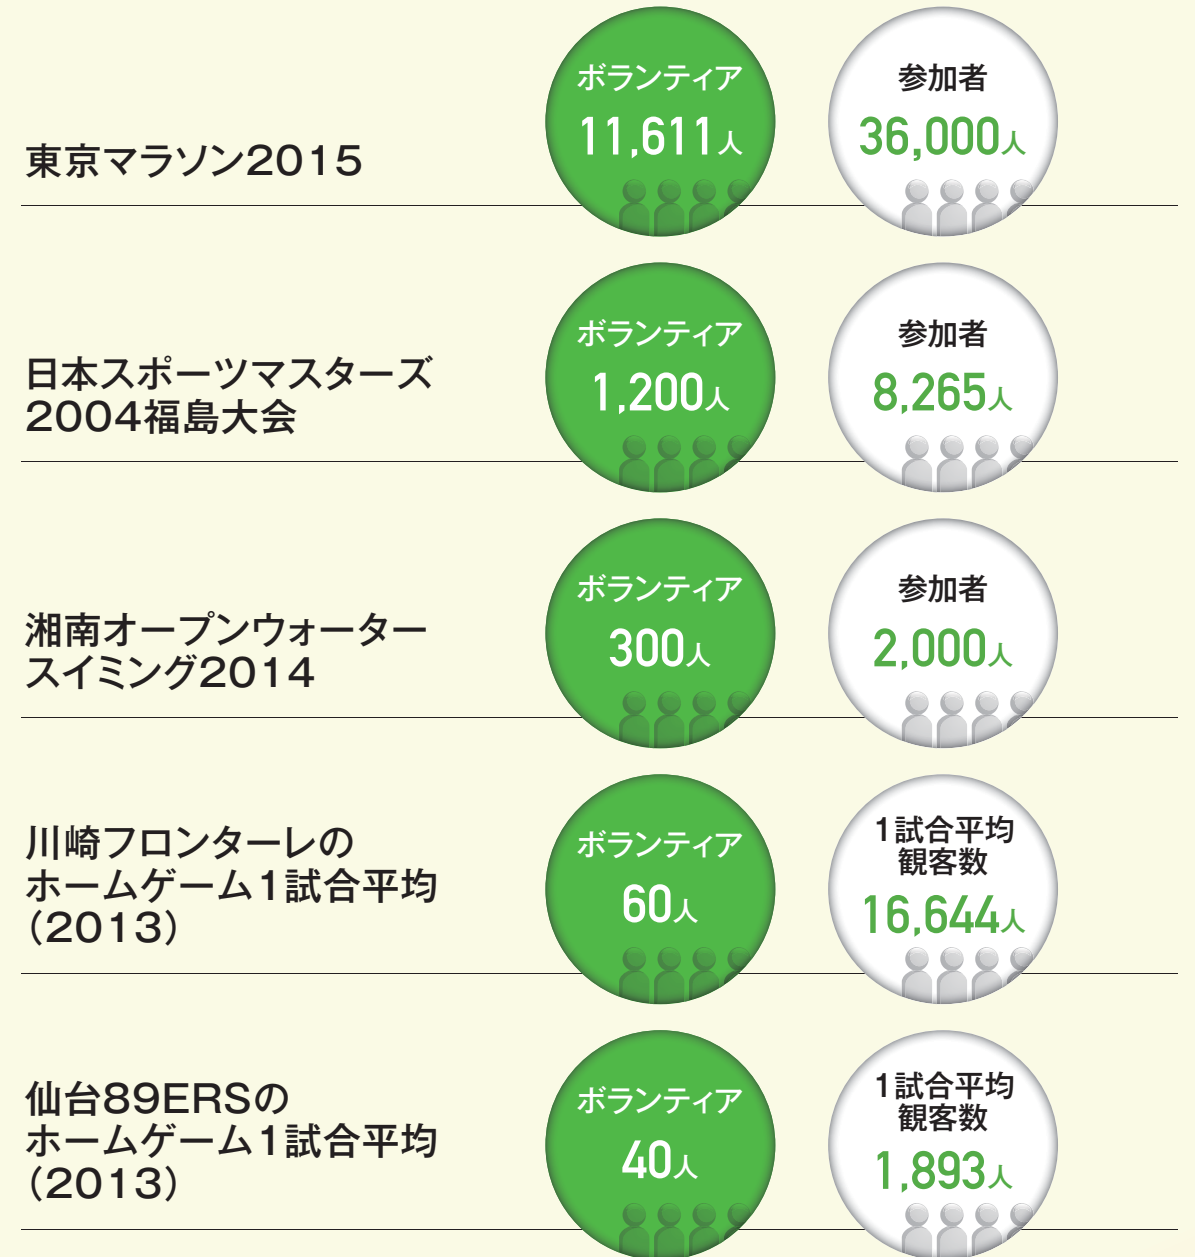 東京マラソン2015
ボランティア
11,611人
参加者
36,000人
日本スポーツマスターズ
2004福島大会
ボランティア
1,200人
参加者
8,265人
湘南オープンウォーター
スイミング2014
ボランティア
300人
参加者
2,000人
川崎フロンターレの
ホームゲーム1試合平均
（2013）
ボランティア
60人
1試合平均
観客数
16,644人
仙台89ERSの
ホームゲーム1試合平均
（2013）
ボランティア
40人
1試合平均
観客数
1,893人